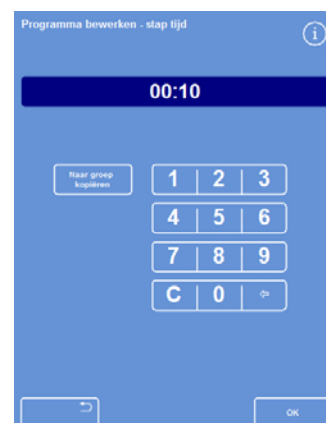 Programma bewerken - stap tijd
i
00:10
Naar groep
kopiëren
1 | 2 | 3
4 | 5 | 6
7 | 8 | 9
C | 0 | ⇦
OK